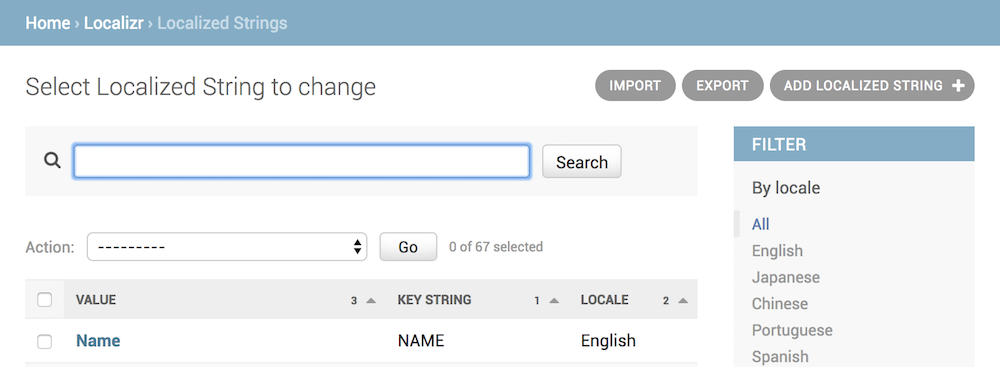 Home › Localizr › Localized Strings
Select Localized String to change
IMPORT
EXPORT
ADD LOCALIZED STRING +
Search
Action: --------- Go 0 of 67 selected
VALUE 3 KEY STRING 1 LOCALE 2
Name NAME English
FILTER
By locale
All
English
Japanese
Chinese
Portuguese
Spanish